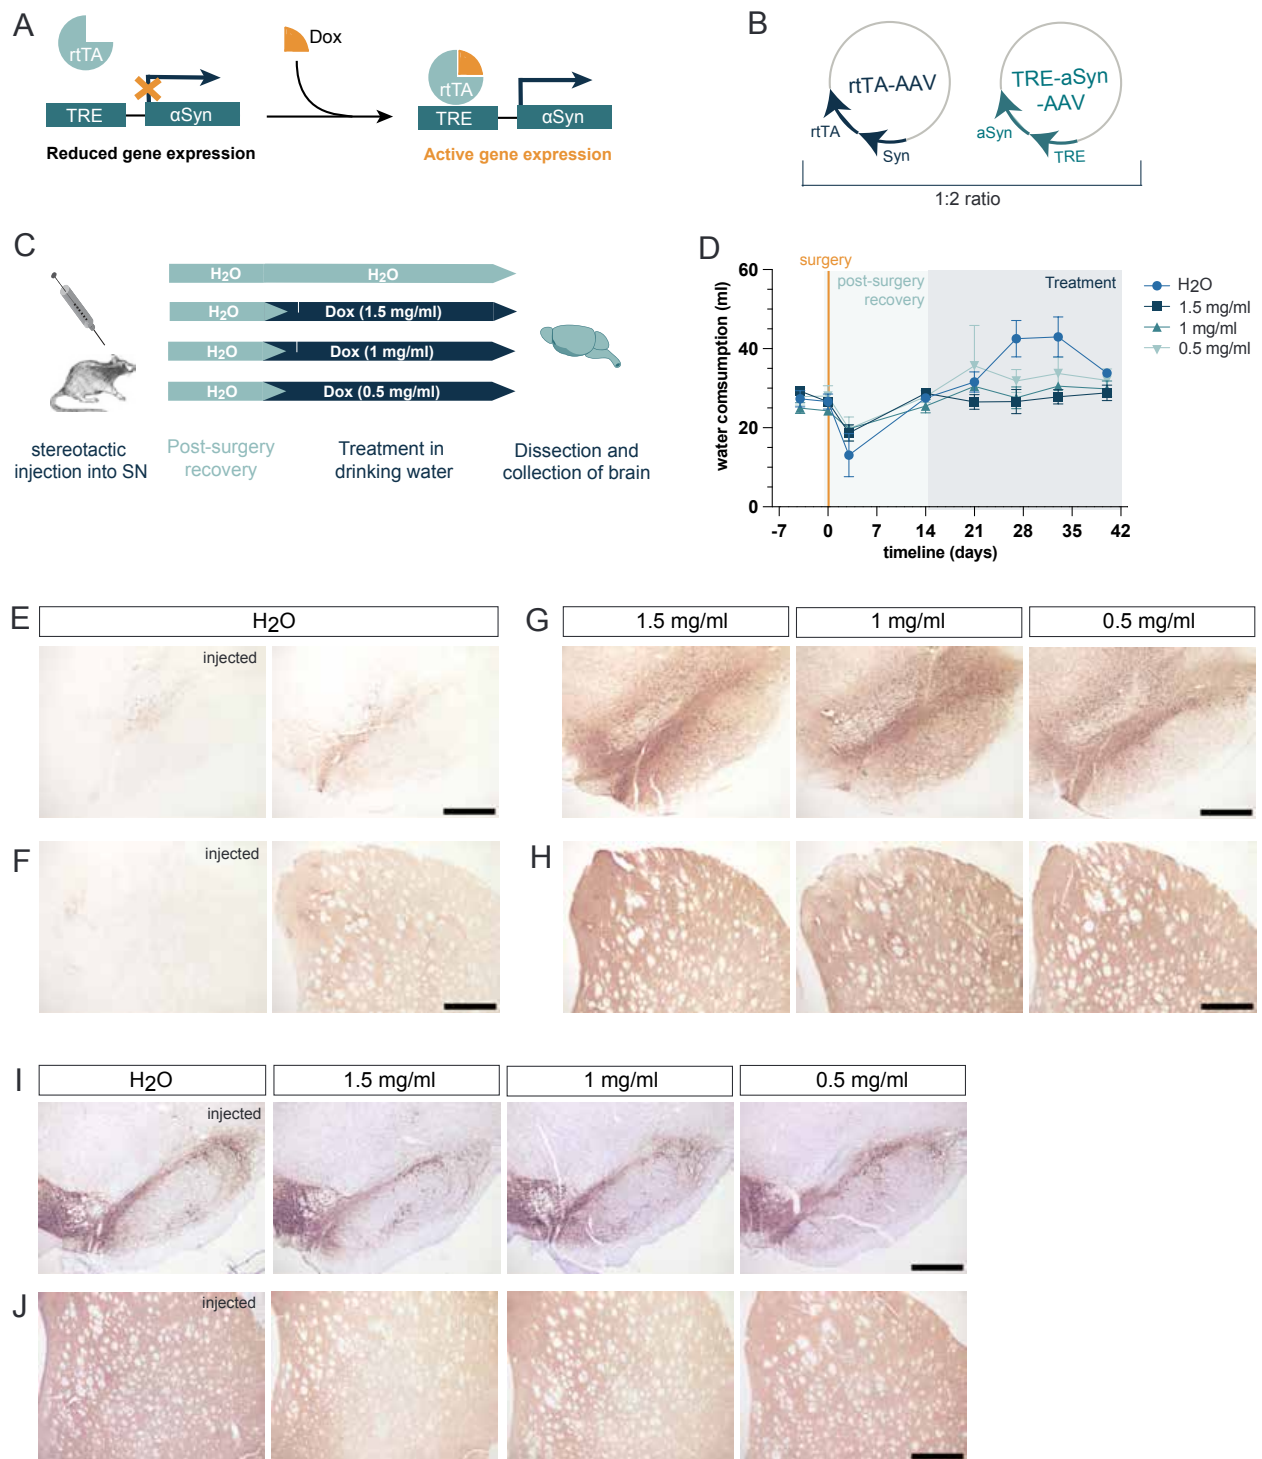 A
rtTA
TRE
αSyn
Reduced gene expression
Dox
rtTA
TRE
αSyn
Active gene expression
B
rtTA-AAV
rtTA
Syn
TRE-aSyn
-AAV
aSyn
TRE
1:2 ratio
C
H₂O
H₂O
H₂O
Dox (1.5 mg/ml)
H₂O
Dox (1 mg/ml)
H₂O
Dox (0.5 mg/ml)
stereotactic
injection into SN
Post-surgery
recovery
Treatment in
drinking water
Dissection and
collection of brain
D
surgery
post-surgery
recovery
Treatment
water comsumption (ml)
60
40
20
0
-7 0 7 14 21 28 35 42
timeline (days)
H₂O
1.5 mg/ml
1 mg/ml
0.5 mg/ml
E
H₂O
injected
F
injected
G
1.5 mg/ml
1 mg/ml
0.5 mg/ml
H
I
H₂O
1.5 mg/ml
1 mg/ml
0.5 mg/ml
injected
J
injected